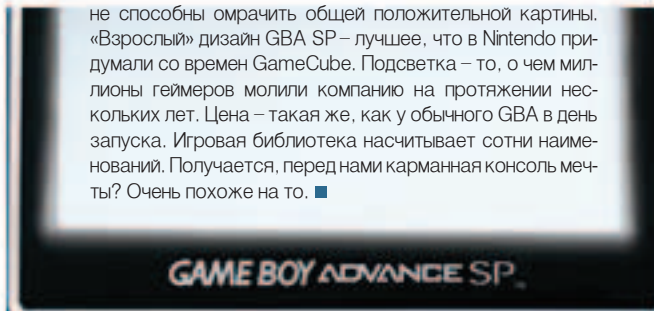 не способны омрачить общей положительной картины.
«Взрослый» дизайн GBA SP – лучшее, что в Nintendo при-
думали со времен GameCube. Подсветка – то, о чем мил-
лионы геймеров молили компанию на протяжении нес-
кольких лет. Цена – такая же, как у обычного GBA в день
запуска. Игровая библиотека насчитывает сотни наиме-
нований. Получается, перед нами карманная консоль меч-
ты? Очень похоже на то.
GAME BOY ADVANCE SP™